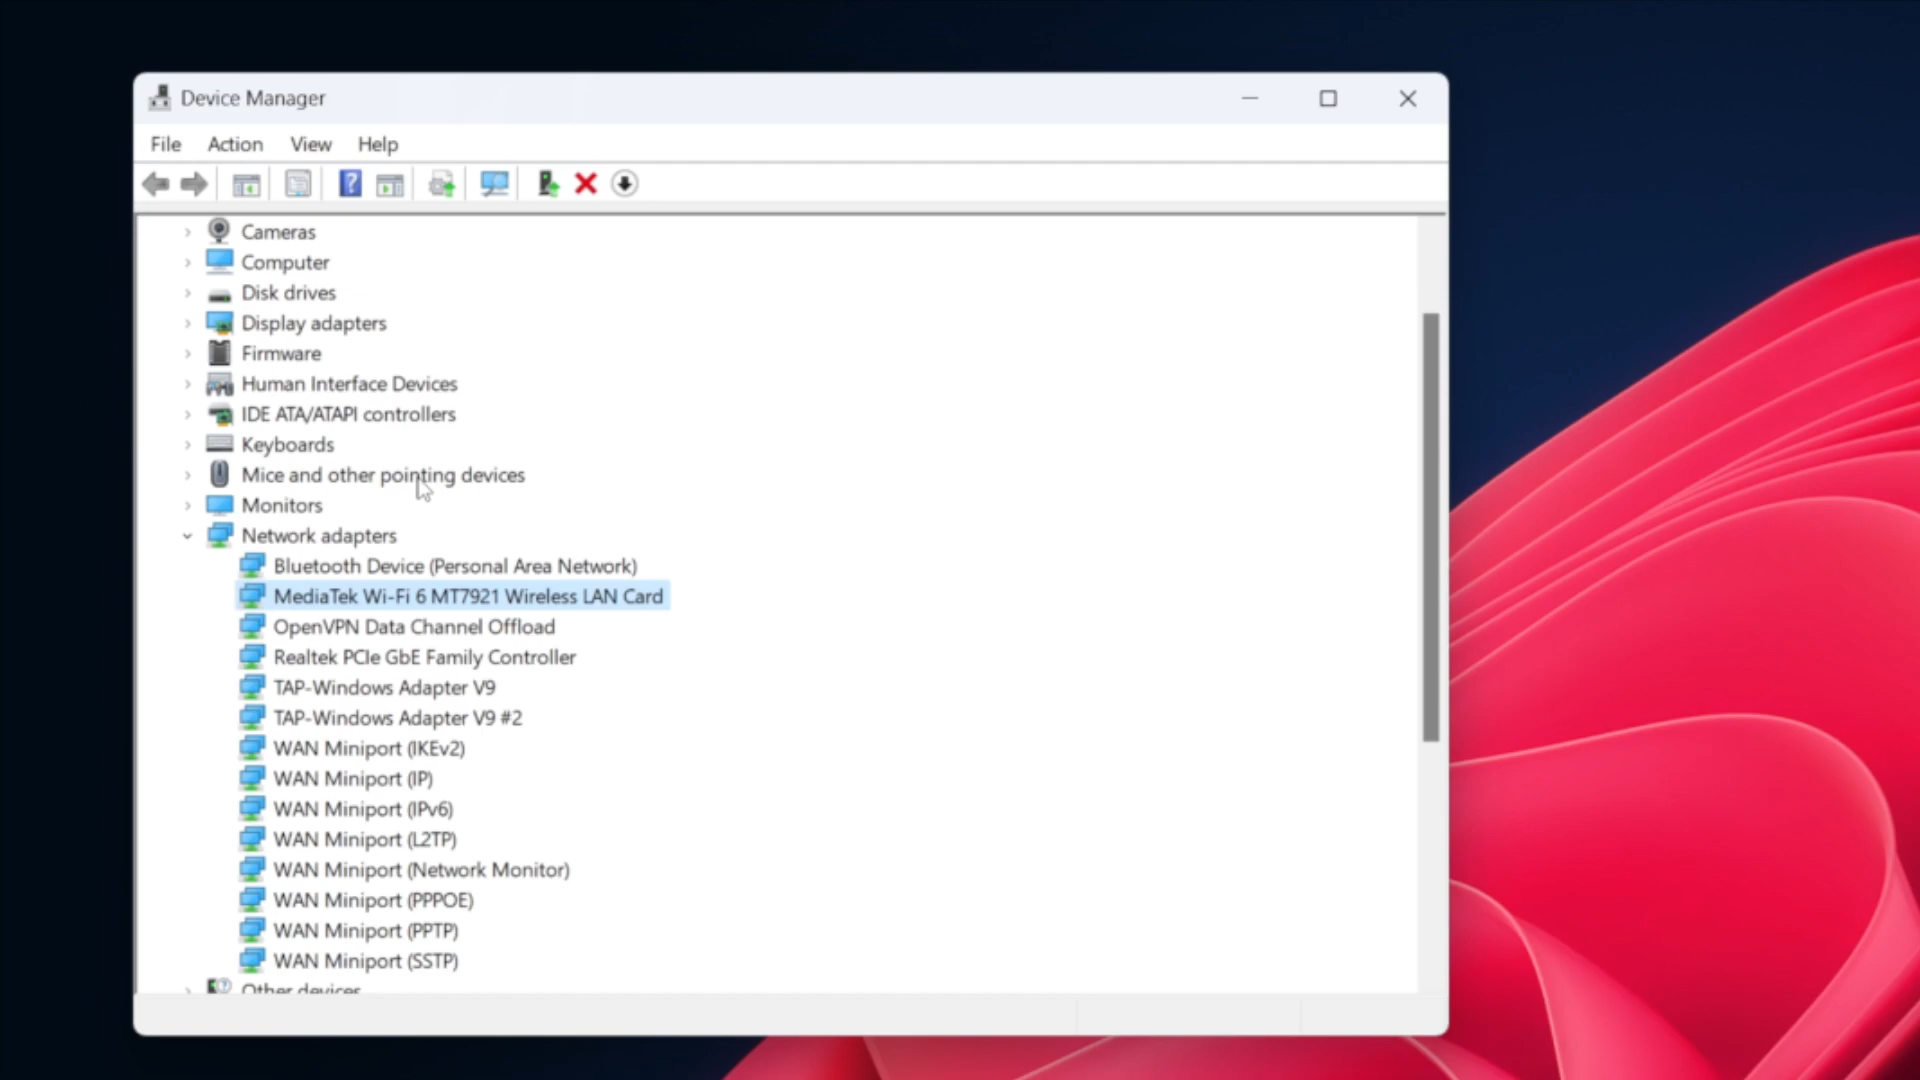 Device Manager
File Action View Help
Cameras
Computer
Disk drives
Display adapters
Firmware
Human Interface Devices
IDE ATA/ATAPI controllers
Keyboards
Mice and other pointing devices
Monitors
Network adapters
Bluetooth Device (Personal Area Network)
MediaTek Wi-Fi 6 MT7921 Wireless LAN Card
OpenVPN Data Channel Offload
Realtek PCIe GbE Family Controller
TAP-Windows Adapter V9
TAP-Windows Adapter V9 #2
WAN Miniport (IKEv2)
WAN Miniport (IP)
WAN Miniport (IPv6)
WAN Miniport (L2TP)
WAN Miniport (Network Monitor)
WAN Miniport (PPPOE)
WAN Miniport (PPTP)
WAN Miniport (SSTP)
Other devices